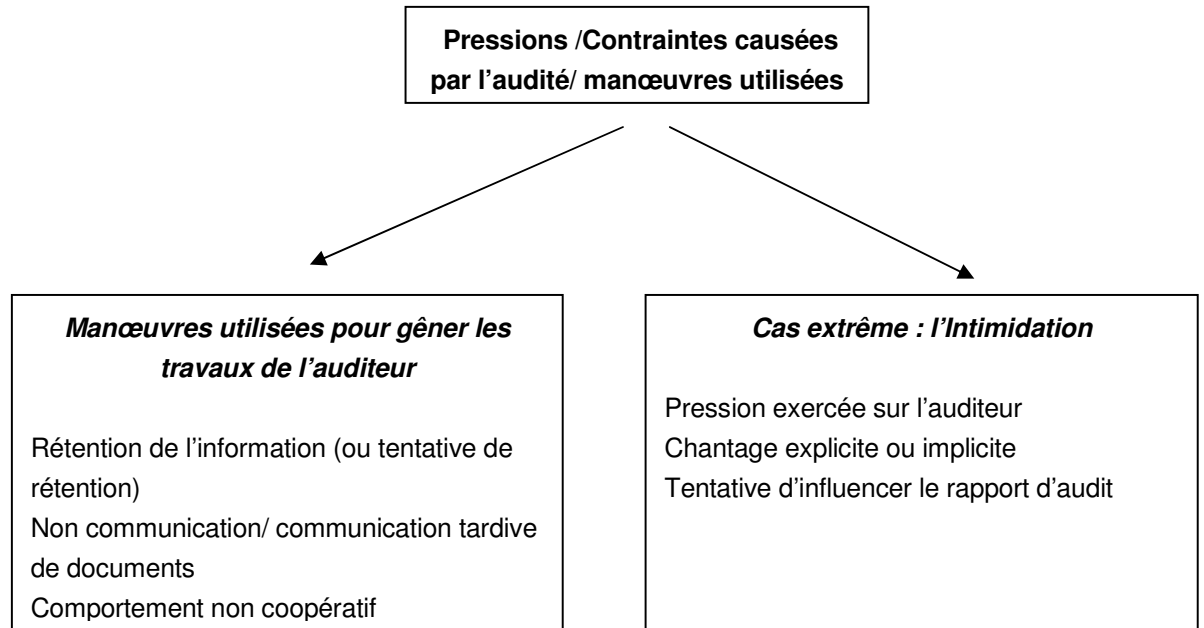 Pressions /Contraintes causées
par l’audité/ manœuvres utilisées
Manœuvres utilisées pour gêner les
travaux de l’auditeur
Rétention de l’information (ou tentative de
rétention)
Non communication/ communication tardive
de documents
Comportement non coopératif
Cas extrême : l’Intimidation
Pression exercée sur l’auditeur
Chantage explicite ou implicite
Tentative d’influencer le rapport d’audit